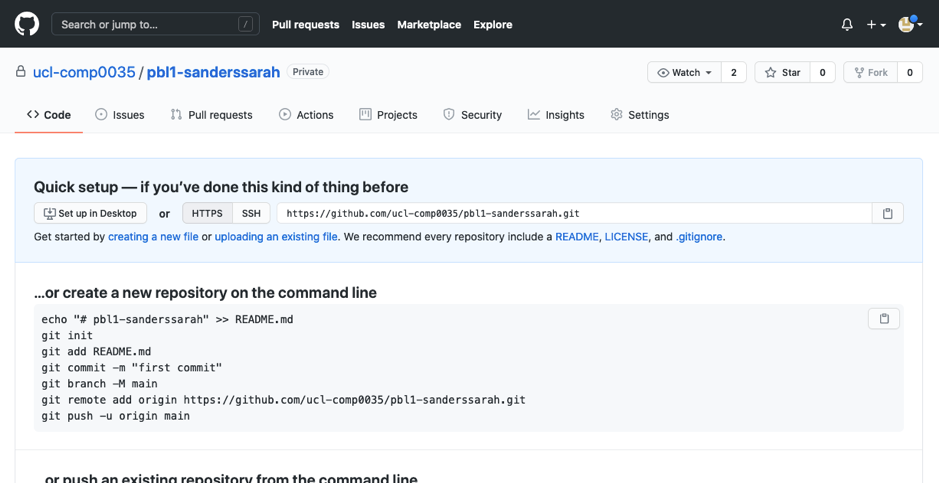 Search or jump to... /
Pull requests Issues Marketplace Explore
ucl-comp0035/pbl1-sanderssarah Private
Watch 2 Star 0 Fork 0
Code Issues Pull requests Actions Projects Security Insights Settings
Quick setup — if you've done this kind of thing before
Set up in Desktop or HTTPS SSH https://github.com/ucl-comp0035/pbl1-sanderssarah.git
Get started by creating a new file or uploading an existing file. We recommend every repository include a README, LICENSE, and .gitignore.
…or create a new repository on the command line
echo "# pbl1-sanderssarah" >> README.md
git init
git add README.md
git commit -m "first commit"
git branch -M main
git remote add origin https://github.com/ucl-comp0035/pbl1-sanderssarah.git
git push -u origin main
…or push an existing repository from the command line